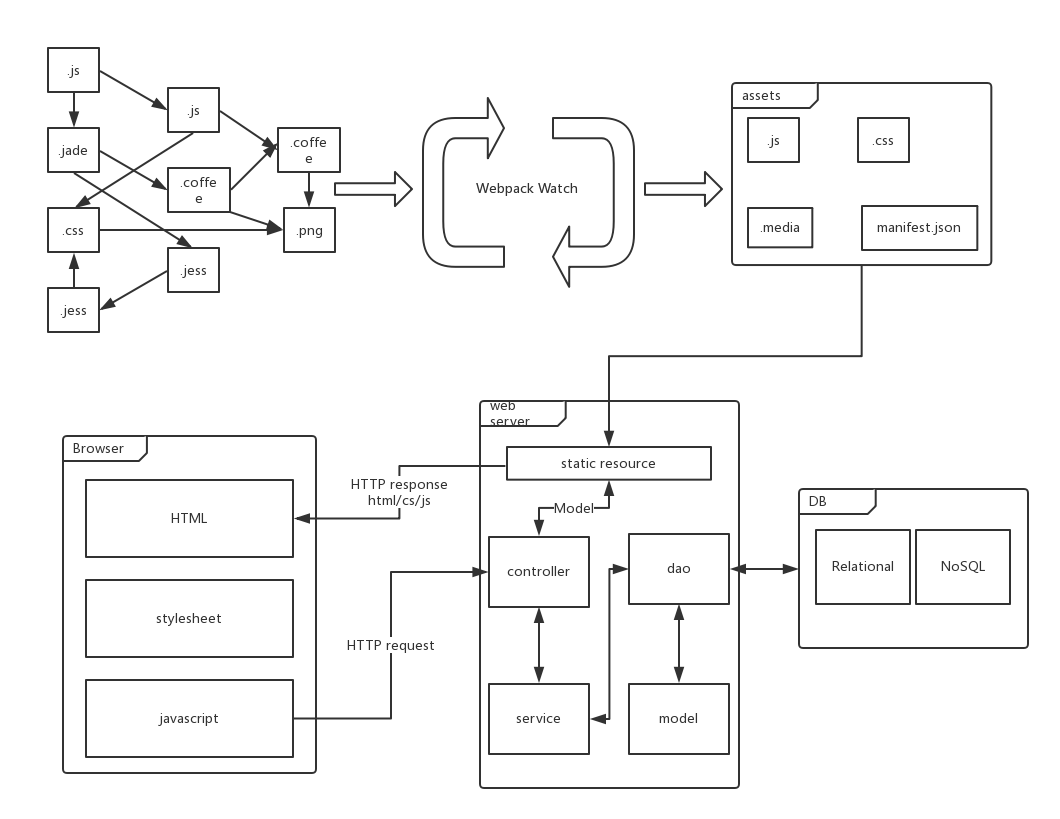 .js
.js
.jade
.coffe
e
.coffe
e
.css
.png
.jess
.jess
Webpack Watch
assets
.js
.css
.media
manifest.json
web
server
static resource
Model
controller
dao
service
model
Browser
HTML
stylesheet
javascript
HTTP response
html/cs/js
HTTP request
DB
Relational
NoSQL